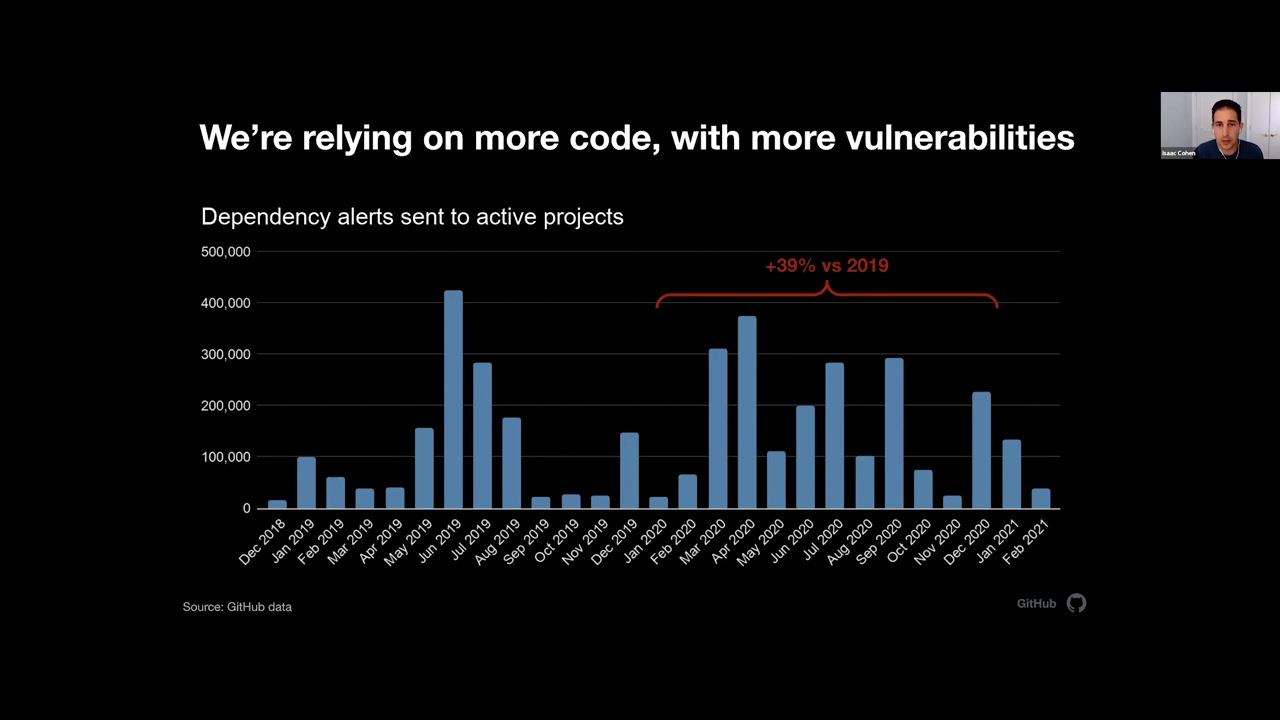 We’re relying on more code, with more vulnerabilities
Isaac Cohen
Dependency alerts sent to active projects
500,000
+39% vs 2019
400,000
300,000
200,000
100,000
0
Dec 2018
Jan 2019
Feb 2019
Mar 2019
Apr 2019
May 2019
Jun 2019
Jul 2019
Aug 2019
Sep 2019
Oct 2019
Nov 2019
Dec 2019
Jan 2020
Feb 2020
Mar 2020
Apr 2020
May 2020
Jun 2020
Jul 2020
Aug 2020
Sep 2020
Oct 2020
Nov 2020
Dec 2020
Jan 2021
Feb 2021
Source: GitHub data
GitHub